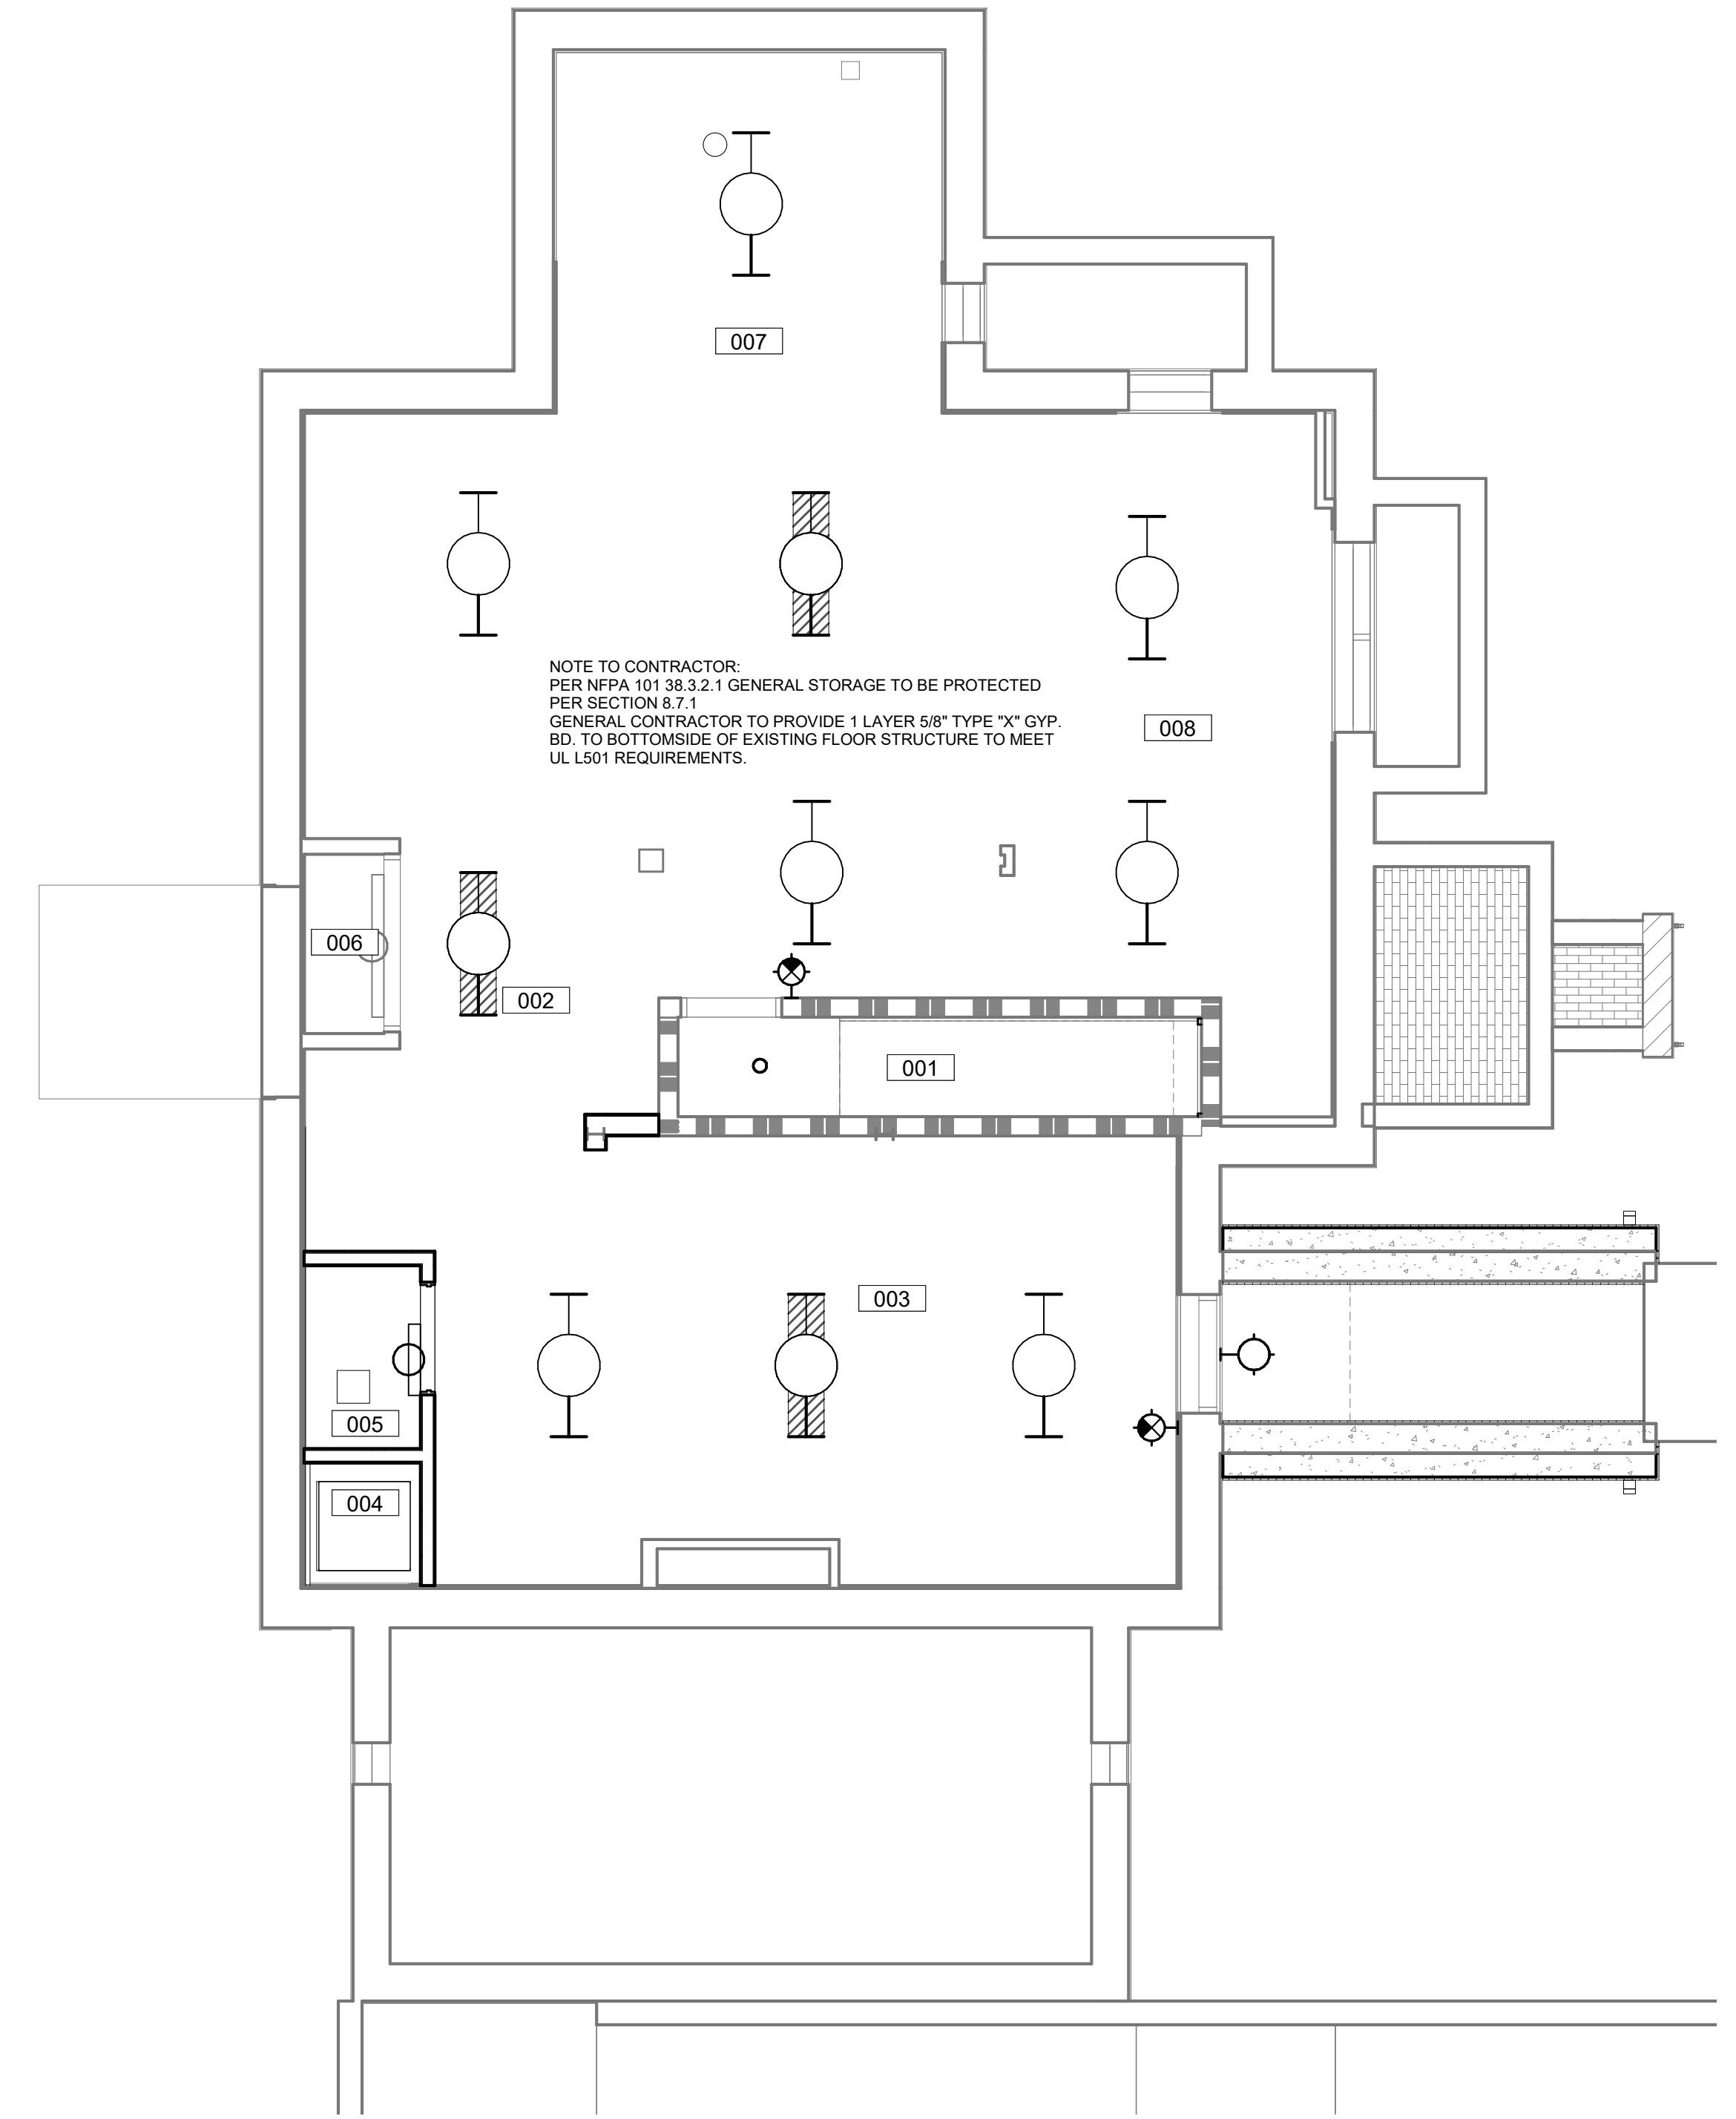 007
NOTE TO CONTRACTOR:
PER NFPA 101 38.3.2.1 GENERAL STORAGE TO BE PROTECTED
PER SECTION 8.7.1
GENERAL CONTRACTOR TO PROVIDE 1 LAYER 5/8" TYPE "X" GYP.
BD. TO BOTTOMSIDE OF EXISTING FLOOR STRUCTURE TO MEET
UL L501 REQUIREMENTS.
008
006
002
001
003
005
004